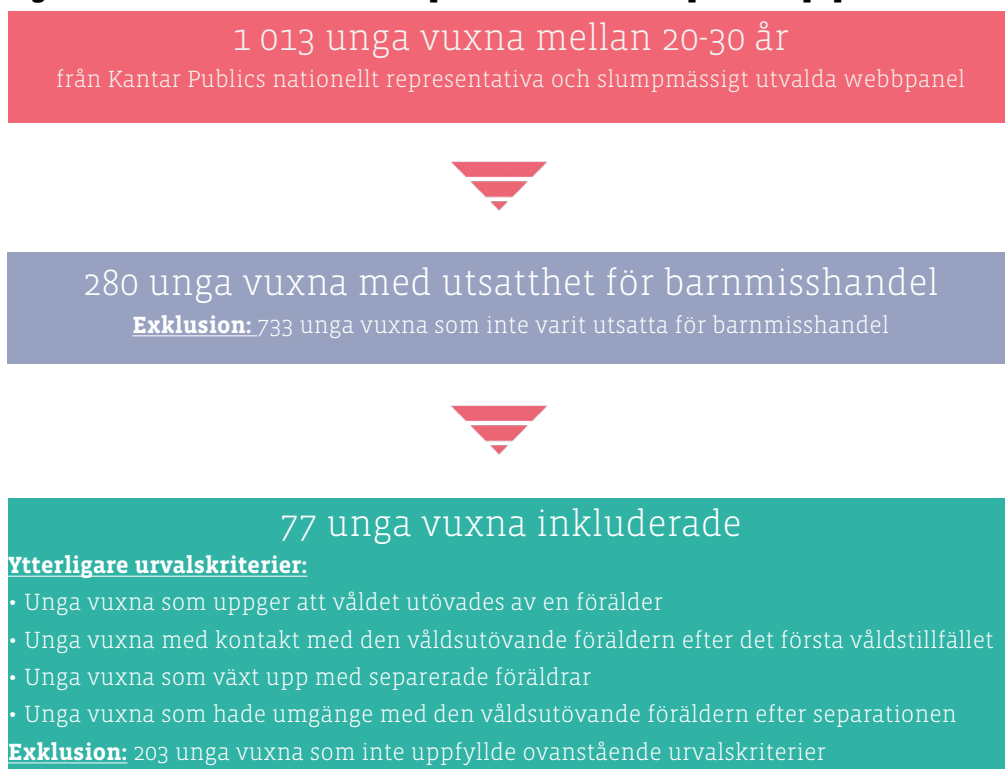 1 013 unga vuxna mellan 20-30 år
från Kantar Publics nationellt representativa och slumpmässigt utvalda webbpanel
280 unga vuxna med utsatthet för barnmisshandel
Exklusion: 733 unga vuxna som inte varit utsatta för barnmisshandel
77 unga vuxna inkluderade
Ytterligare urvalskriterier:
• Unga vuxna som uppger att våldet utövades av en förälder
• Unga vuxna med kontakt med den våldsutövande föräldern efter det första våldstillfället
• Unga vuxna som växt upp med separerade föräldrar
• Unga vuxna som hade umgänge med den våldsutövande föräldern efter separationen
Exklusion: 203 unga vuxna som inte uppfyllde ovanstående urvalskriterier